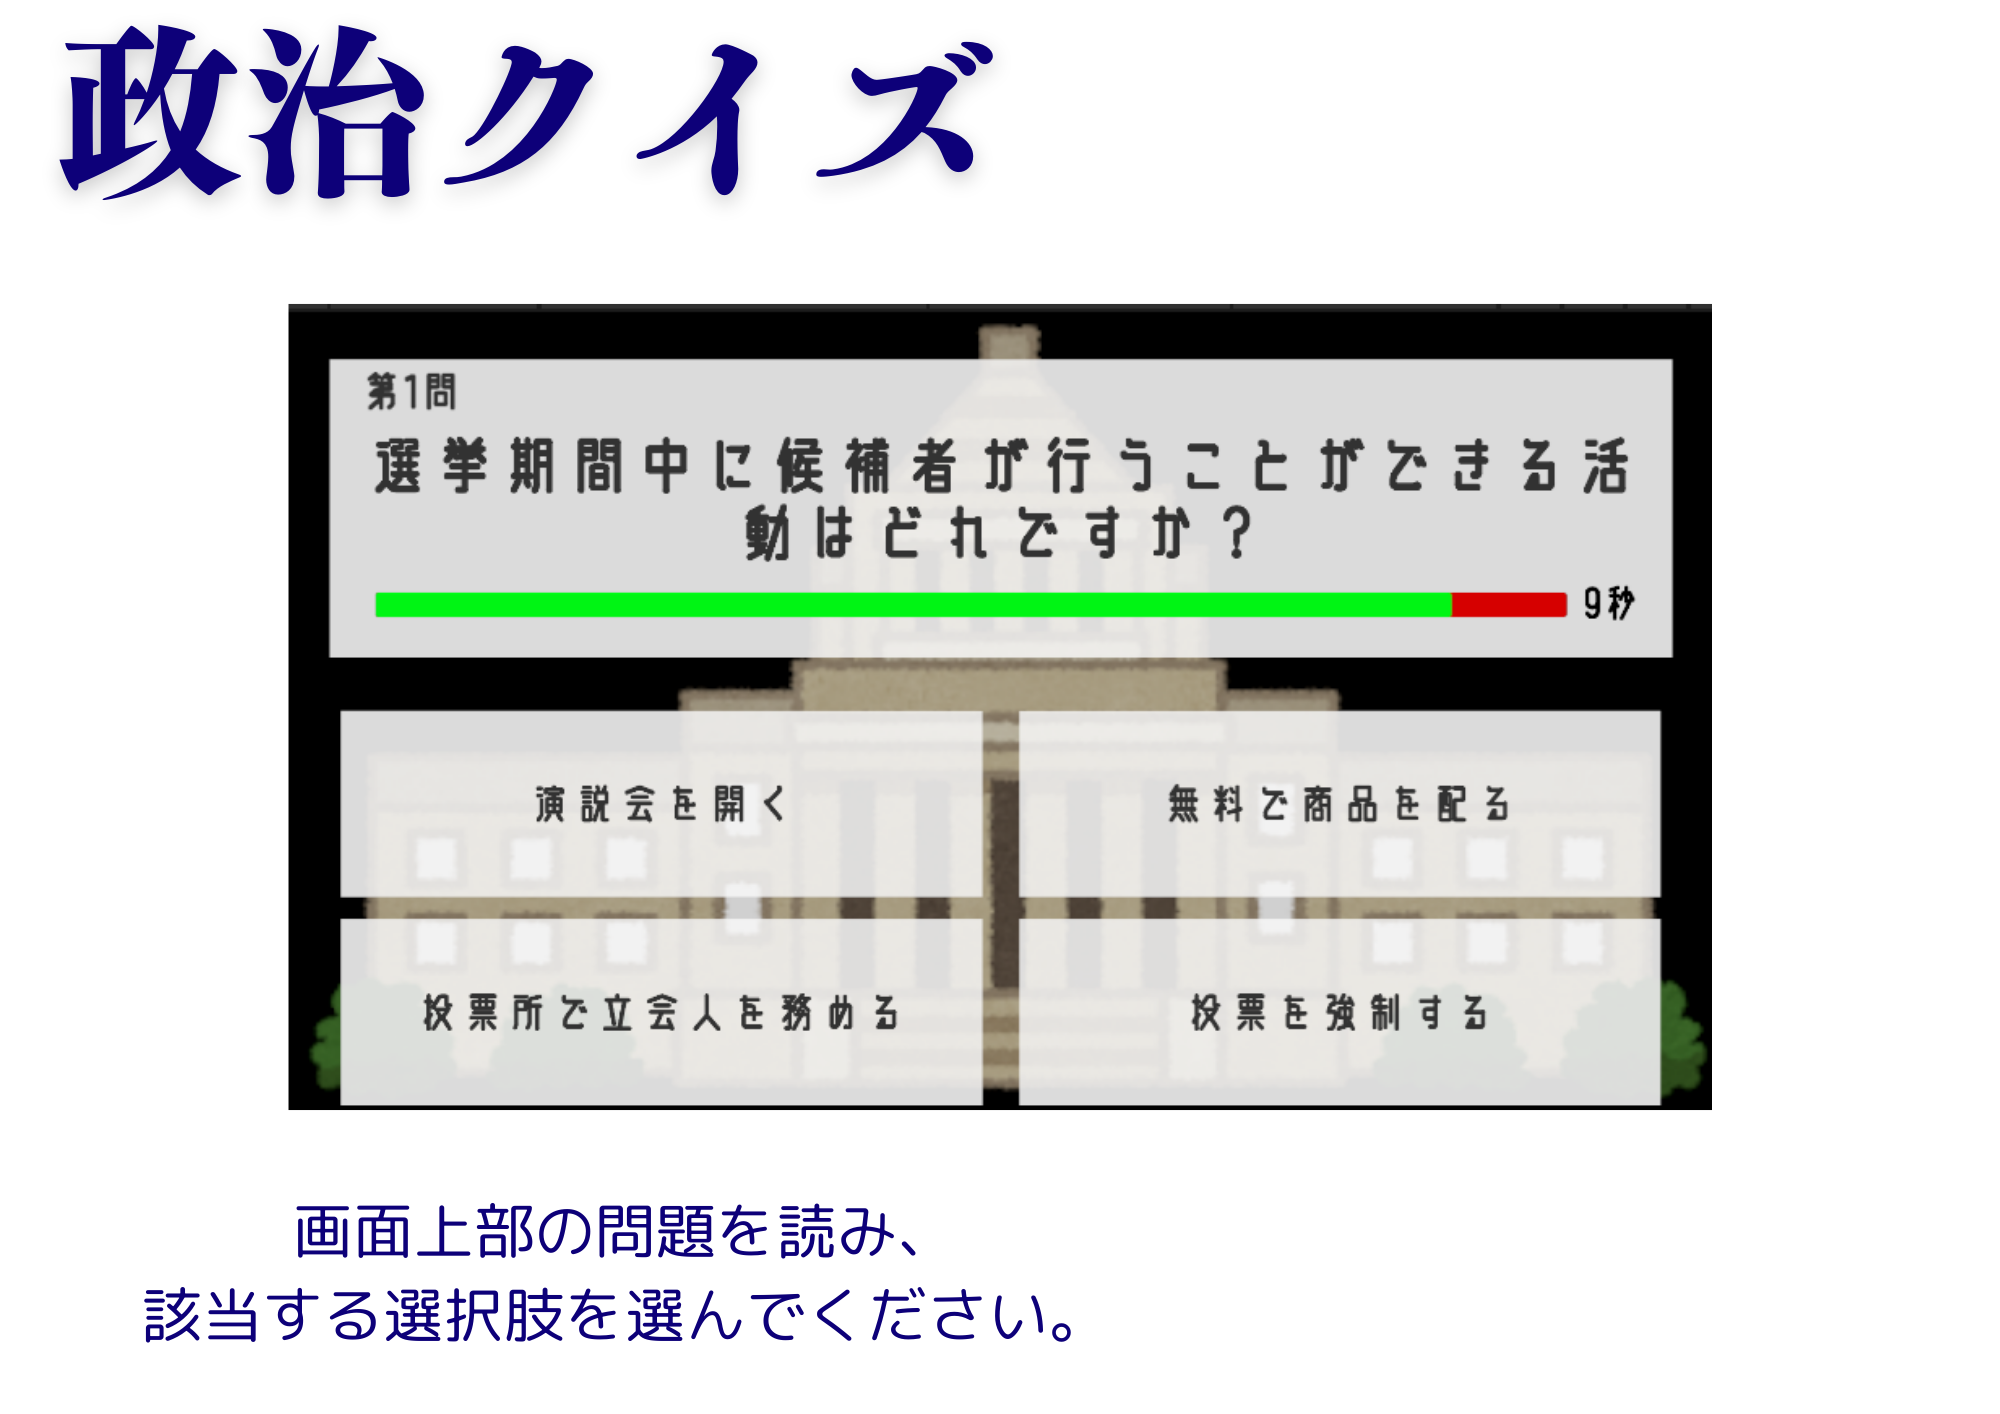 政治クイズ
第1問
選挙期間中に候補者が行うことができる活
動はどれですか？
9秒
演説会を開く
無料で商品を配る
投票所で立会人を務める
投票を強制する
画面上部の問題を読み、
該当する選択肢を選んでください。